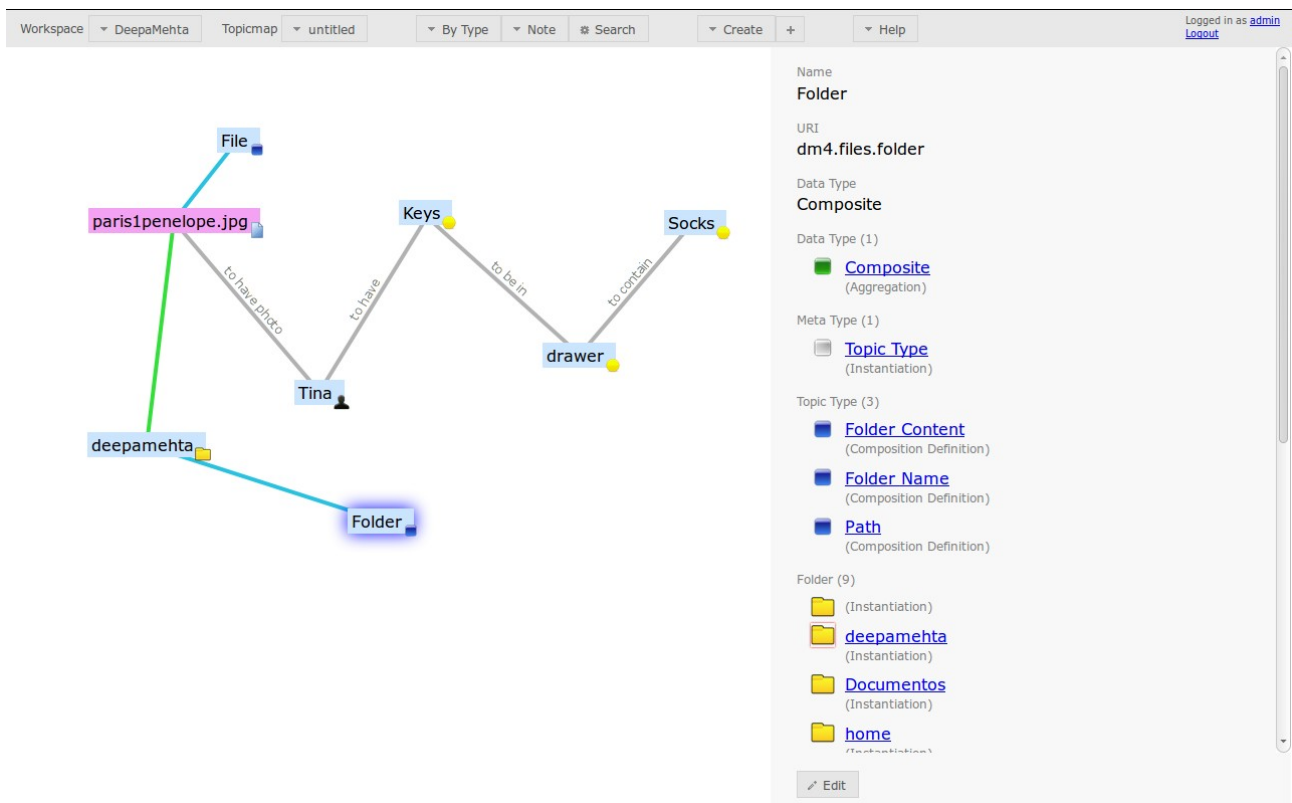 Workspace DeepaMehta Topicmap untitled By Type Note Search Create + Help
Logged in as admin
Logout
File
paris1penelope.jpg
Keys
Socks
to have photo
to have
to be in
to contain
drawer
Tina
deepamehta
Folder
Name
Folder
URI
dm4.files.folder
Data Type
Composite
Data Type (1)
Composite
(Aggregation)
Meta Type (1)
Topic Type
(Instantiation)
Topic Type (3)
Folder Content
(Composition Definition)
Folder Name
(Composition Definition)
Path
(Composition Definition)
Folder (9)
(Instantiation)
deepamehta
(Instantiation)
Documentos
(Instantiation)
home
(Instantiation)
Edit